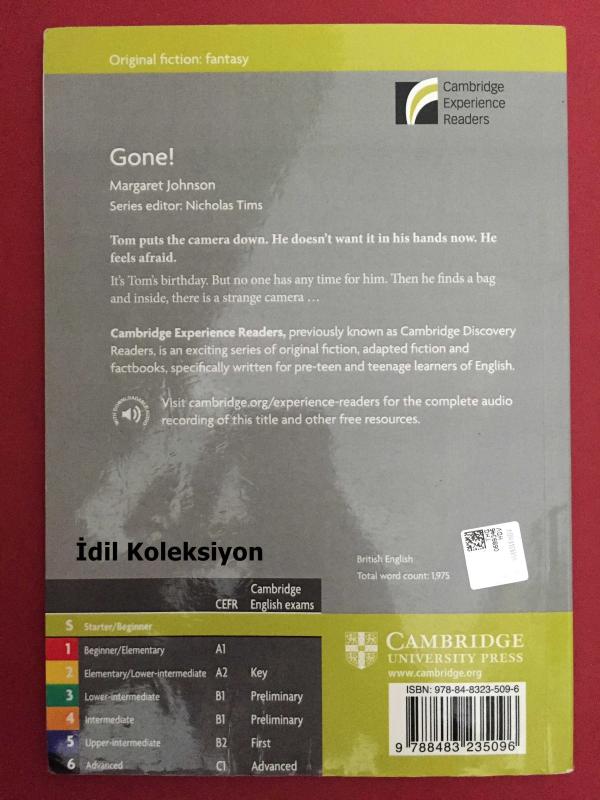 Original fiction: fantasy
Cambridge
Experience
Readers
Gone!
Margaret Johnson
Series editor: Nicholas Tims
Tom puts the camera down. He doesn't want it in his hands now. He
feels afraid.
It's Tom's birthday. But no one has any time for him. Then he finds a bag
and inside, there is a strange camera ...
Cambridge Experience Readers, previously known as Cambridge Discovery
Readers, is an exciting series of original fiction, adapted fiction and
factbooks, specifically written for pre-teen and teenage learners of English.
WITH DOWNLOADABLE AUDIO
Visit cambridge.org/experience-readers for the complete audio
recording of this title and other free resources.
İdil Koleksiyon
British English
Total word count: 1,975
CEFR Cambridge English exams
S Starter/Beginner
1 Beginner/Elementary A1
2 Elementary/Lower-intermediate A2 Key
3 Lower-intermediate B1 Preliminary
4 Intermediate B1 Preliminary
5 Upper-intermediate B2 First
6 Advanced C1 Advanced
CAMBRIDGE
UNIVERSITY PRESS
www.cambridge.org
ISBN: 978-84-8323-509-6
9 788483 235096